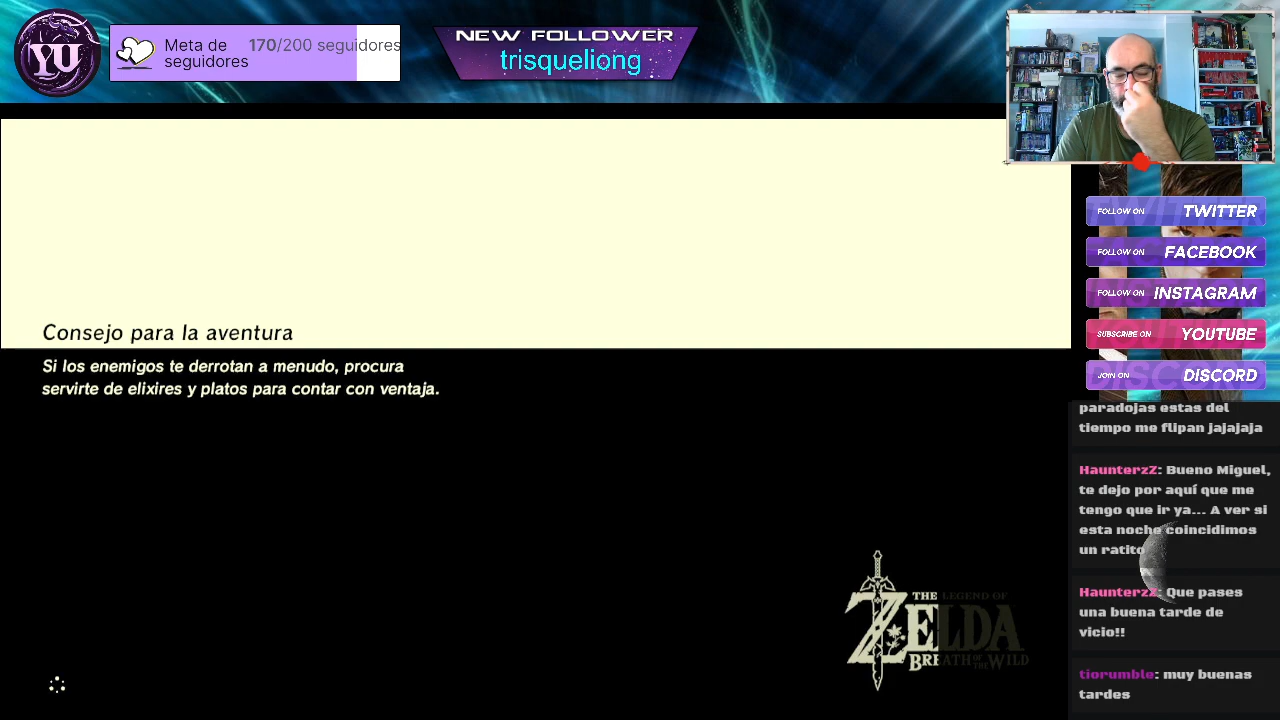 YU
Meta de
seguidores
170/200 seguidores
NEW FOLLOWER
trisqueliong
Consejo para la aventura
Si los enemigos te derrotan a menudo, procura
servirte de elixires y platos para contar con ventaja.
THE LEGEND OF
ZELDA
BREATH OF THE WILD
FOLLOW ON TWITTER
FOLLOW ON FACEBOOK
FOLLOW ON INSTAGRAM
SUBSCRIBE ON YOUTUBE
JOIN ON DISCORD
paradojas estas del
tiempo me flipan jajajaja
HaunterzZ: Bueno Miguel,
te dejo por aquí que me
tengo que ir ya... A ver si
esta noche coincidimos
un ratito
HaunterzZ: Que pases
una buena tarde de
vicio!!
tiorumble: muy buenas
tardes